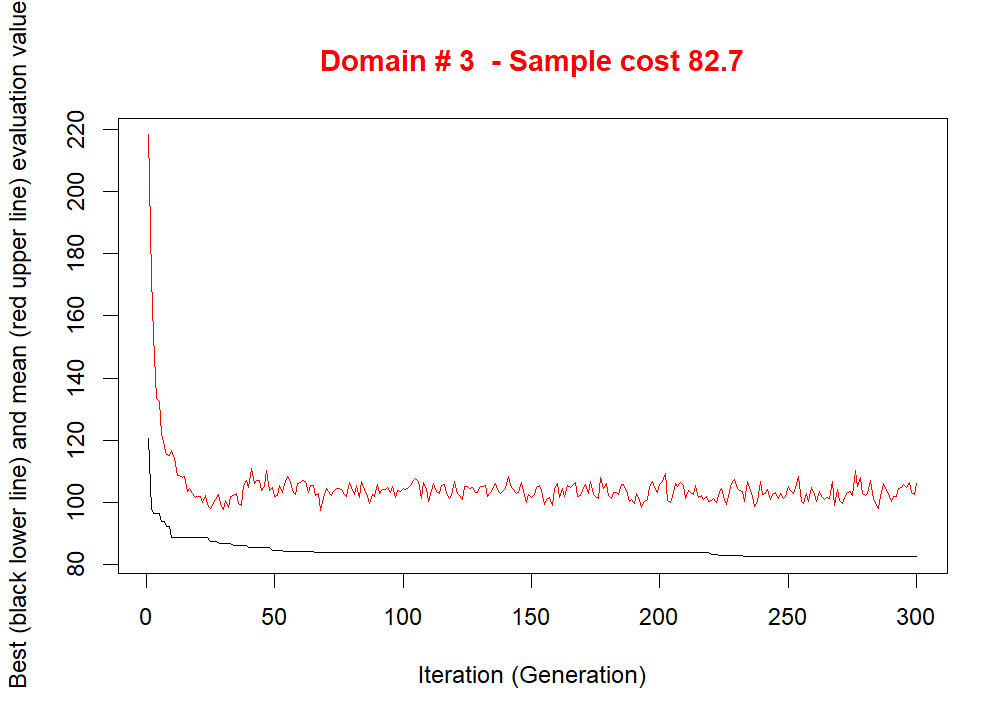 Domain # 3  - Sample cost 82.7
Best (black lower line) and mean (red upper line) evaluation value
220
200
180
160
140
120
100
80
0 50 100 150 200 250 300
Iteration (Generation)